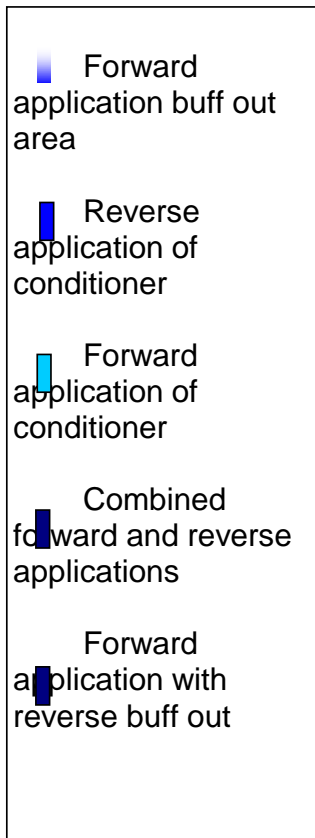 Forward
application buff out
area
Reverse
application of
conditioner
Forward
application of
conditioner
Combined
forward and reverse
applications
Forward
application with
reverse buff out